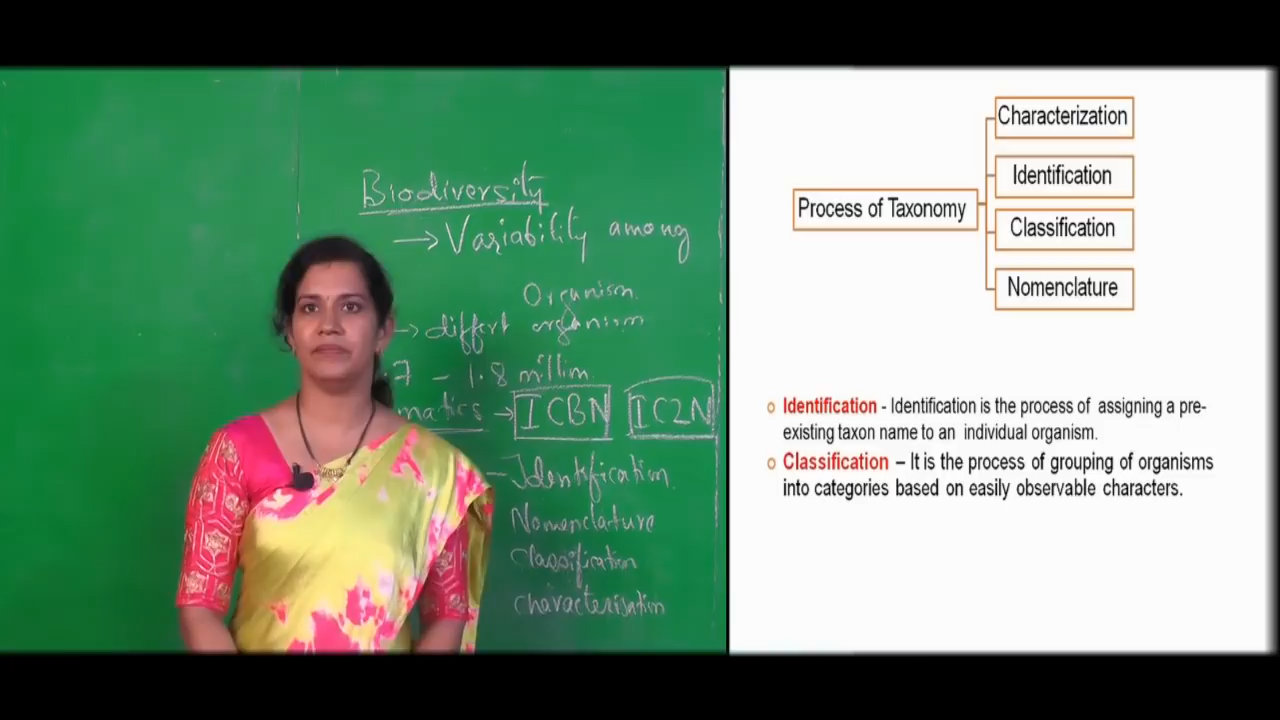 Biodiversity
→ Variability among
Organism.
→ differt organism
.7 - 1.8 million.
matics → ICBN ICZN
- Identification.
Nomenclature
Classification
Characterisation
Process of Taxonomy
Characterization
Identification
Classification
Nomenclature
Identification - Identification is the process of assigning a pre-
existing taxon name to an individual organism.
Classification – It is the process of grouping of organisms
into categories based on easily observable characters.